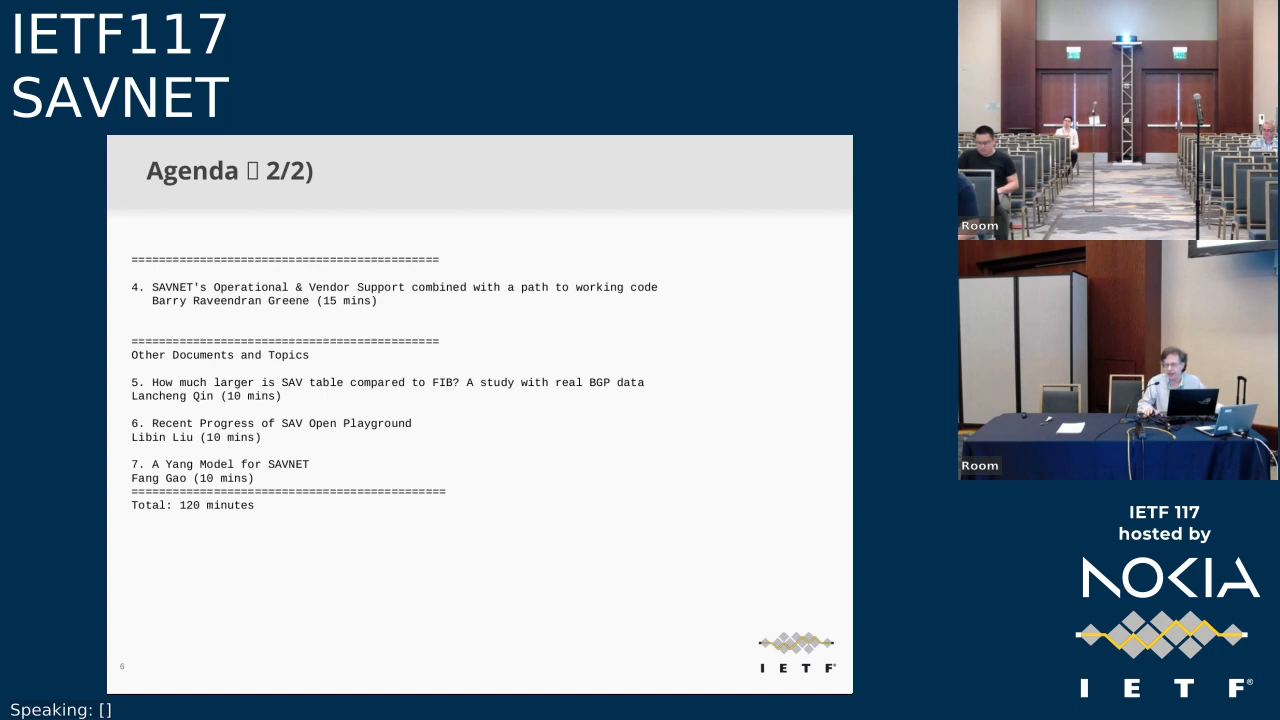 IETF117
SAVNET
Agenda （ 2/2)
=============================================
4. SAVNET's Operational & Vendor Support combined with a path to working code
Barry Raveendran Greene (15 mins)
=============================================
Other Documents and Topics
5. How much larger is SAV table compared to FIB? A study with real BGP data
Lancheng Qin (10 mins)
6. Recent Progress of SAV Open Playground
Libin Liu (10 mins)
7. A Yang Model for SAVNET
Fang Gao (10 mins)
==============================================
Total: 120 minutes
6
I E T F®
Room
Room
IETF 117
hosted by
NOKIA
I E T F®
Speaking: []